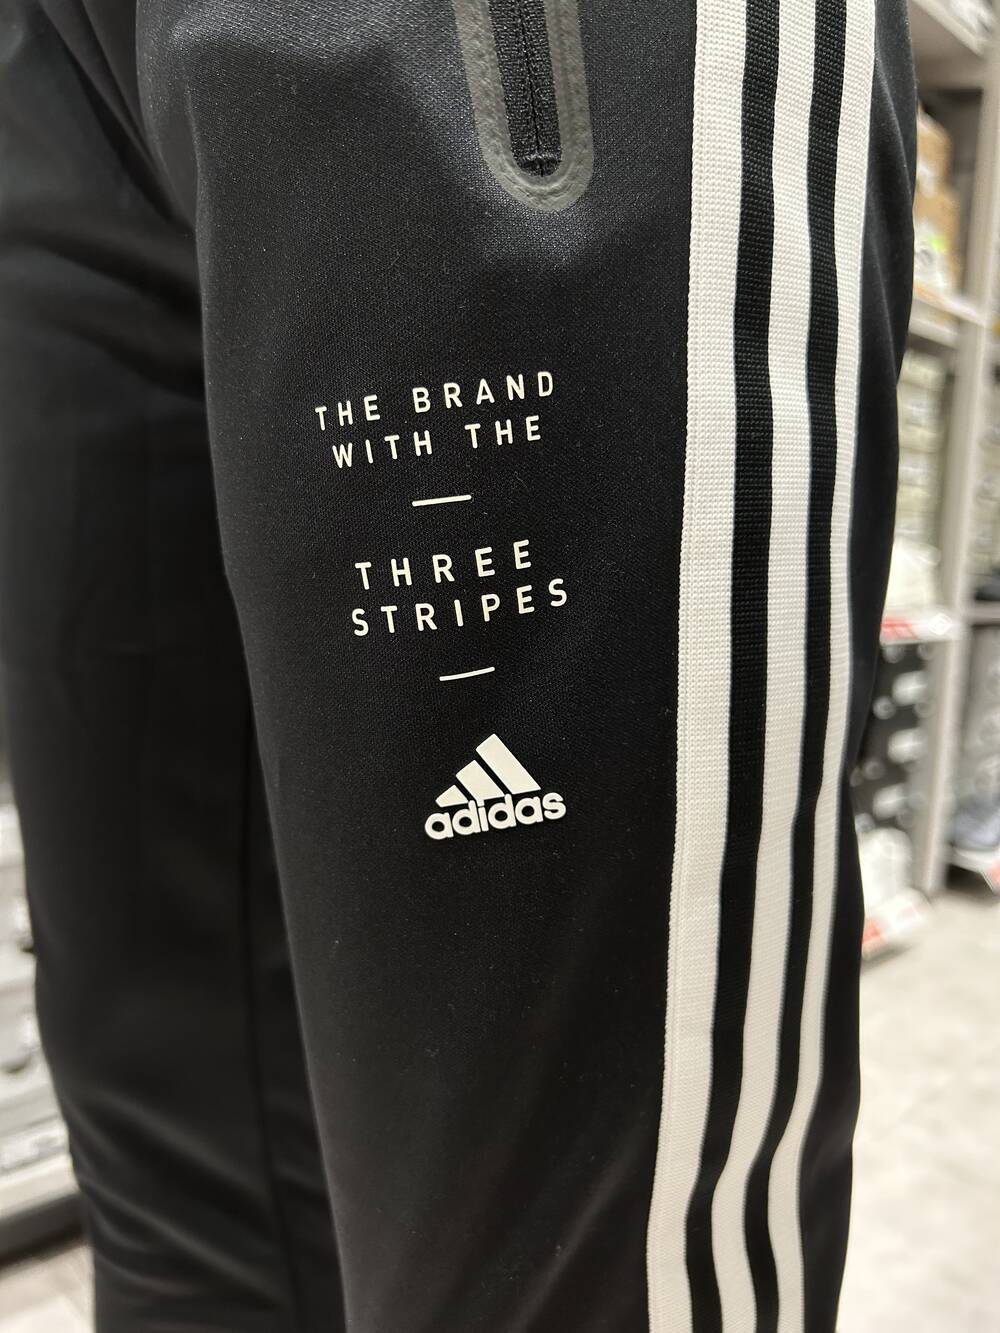 THE BRAND
WITH THE
THREE
STRIPES
adidas